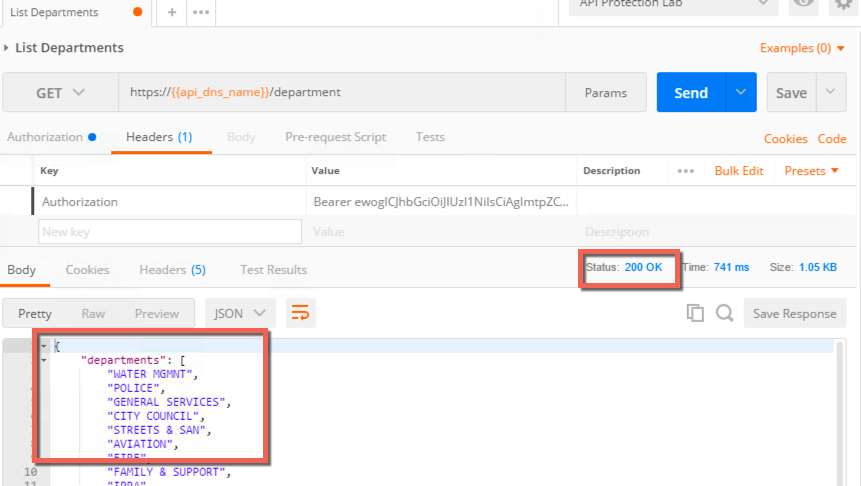 List Departments
+ •••
API Protection Lab
List Departments
Examples (0)
GET https://{{api_dns_name}}/department Params Send Save
Authorization Headers (1) Body Pre-request Script Tests Cookies Code
Key Value Description ••• Bulk Edit Presets
Authorization Bearer ewogICJhbGciOiJIUzI1NiIsCiAgImtpZC...
New key Value Description
Body Cookies Headers (5) Test Results Status: 200 OK Time: 741 ms Size: 1.05 KB
Pretty Raw Preview JSON Save Response
{
"departments": [
"WATER MGMNT",
"POLICE",
"GENERAL SERVICES",
"CITY COUNCIL",
"STREETS & SAN",
"AVIATION",
"FIRE",
10 "FAMILY & SUPPORT",
11 "IPRA",